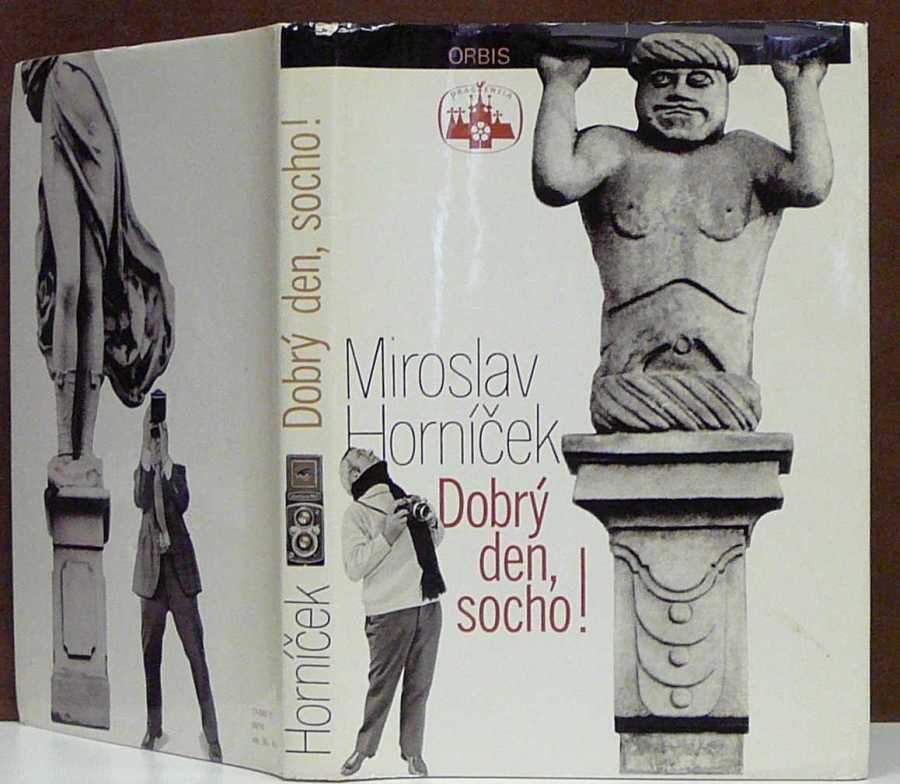 ORBIS
PRAGENSIA
Miroslav
Horníček
Dobrý
den,
socho!
Horníček
Dobrý den, socho!